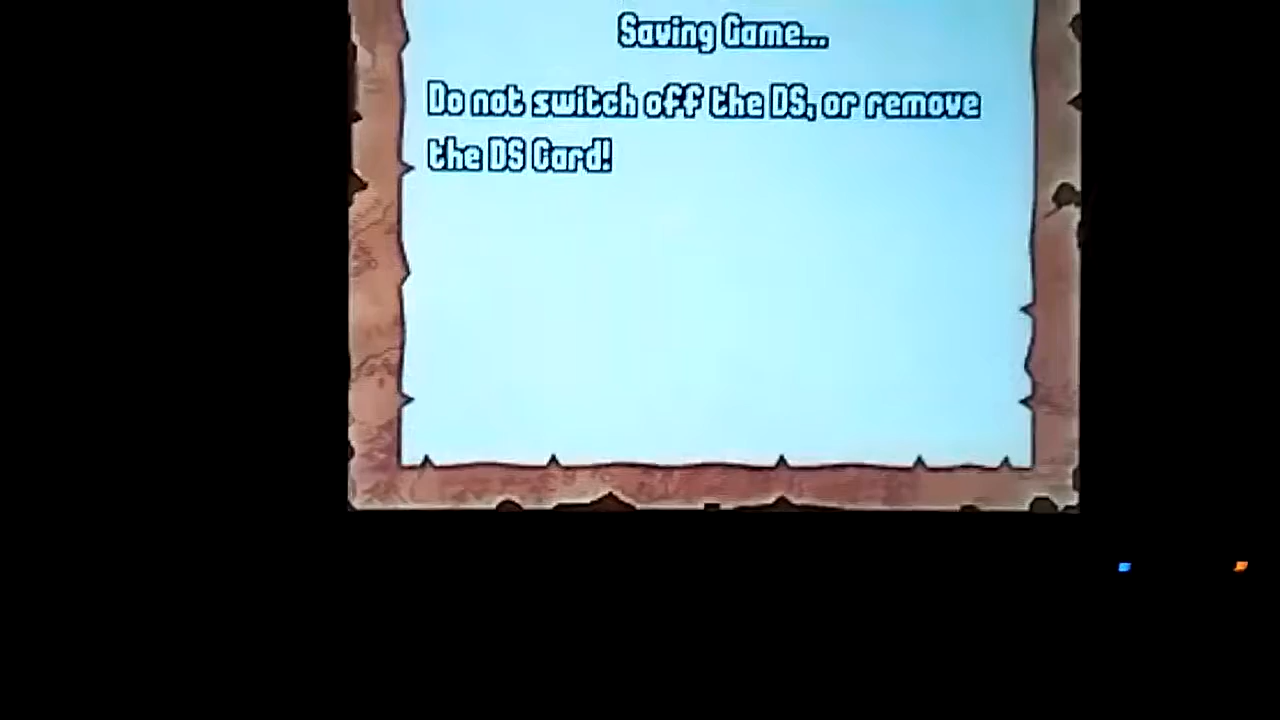 Saving Game...
Do not switch off the DS, or remove
the DS Card!